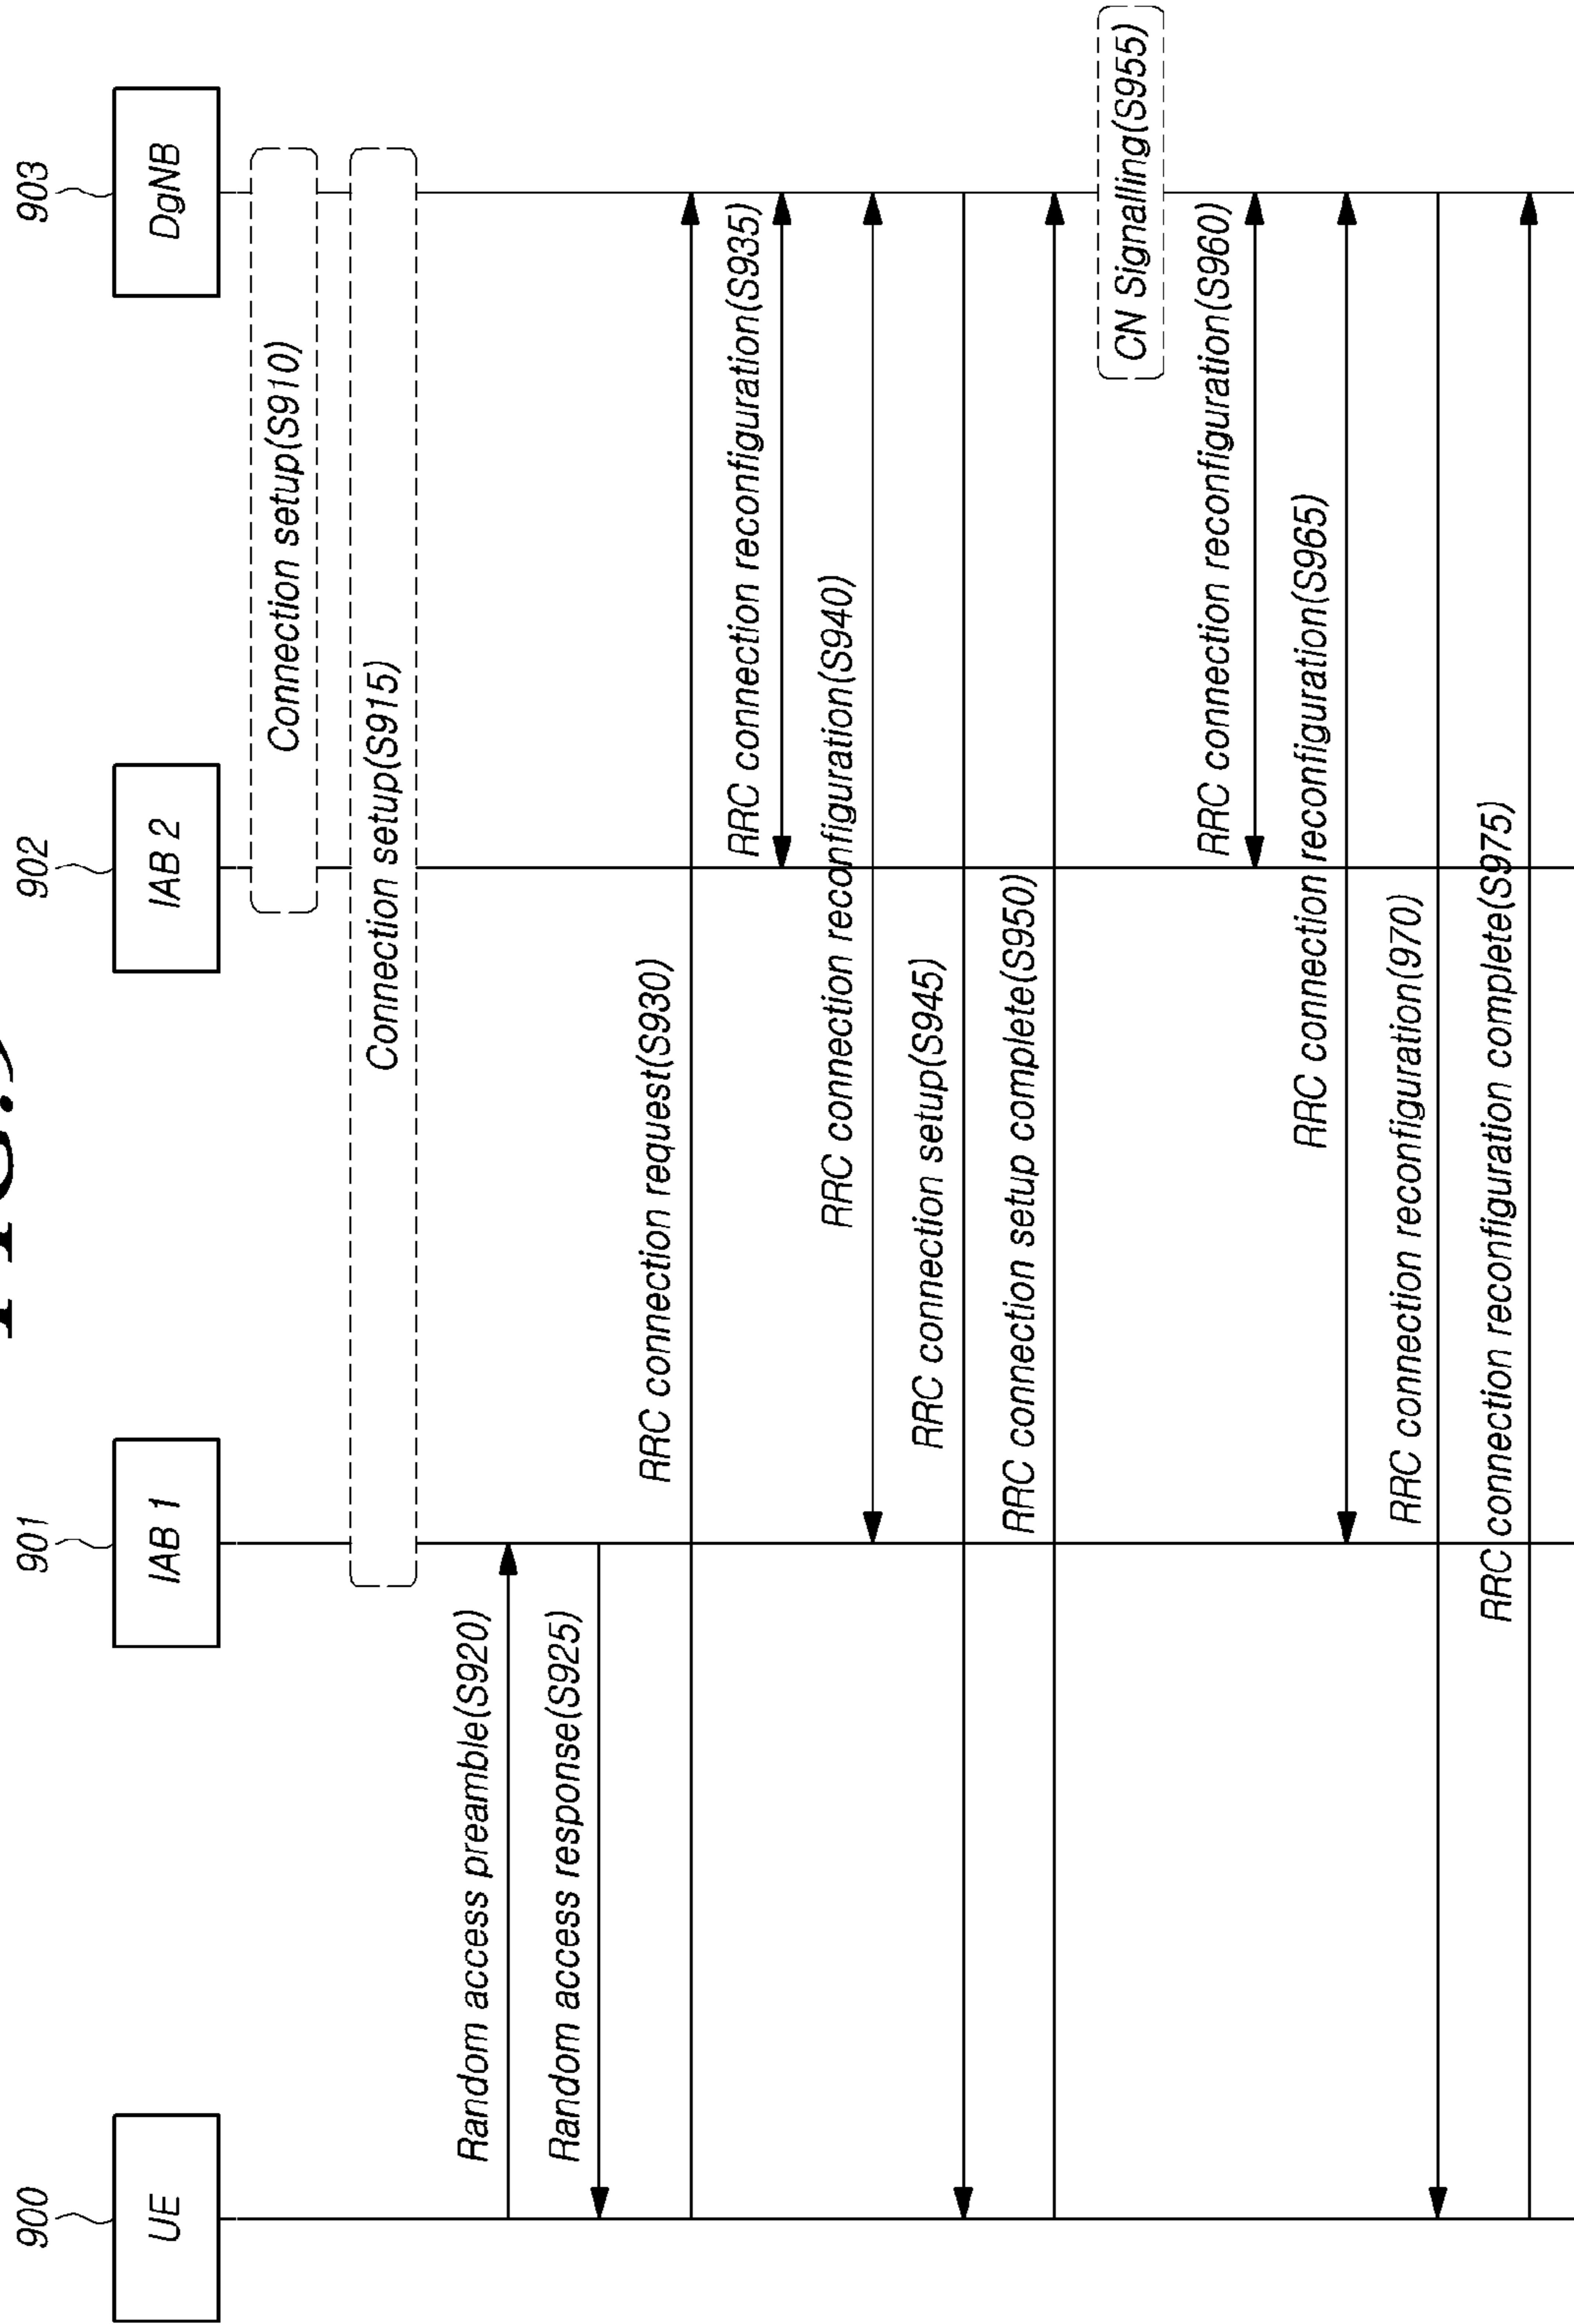 900
901
902
903
UE
IAB 1
IAB 2
DgNB
Connection setup(S910)
Connection setup(S915)
Random access preamble(S920)
Random access response(S925)
RRC connection request(S930)
RRC connection reconfiguration(S935)
RRC connection reconfiguration(S940)
RRC connection setup(S945)
RRC connection setup complete(S950)
CN Signalling(S955)
RRC connection reconfiguration(S960)
RRC connection reconfiguration(S965)
RRC connection reconfiguration(970)
RRC connection reconfiguration complete(S975)